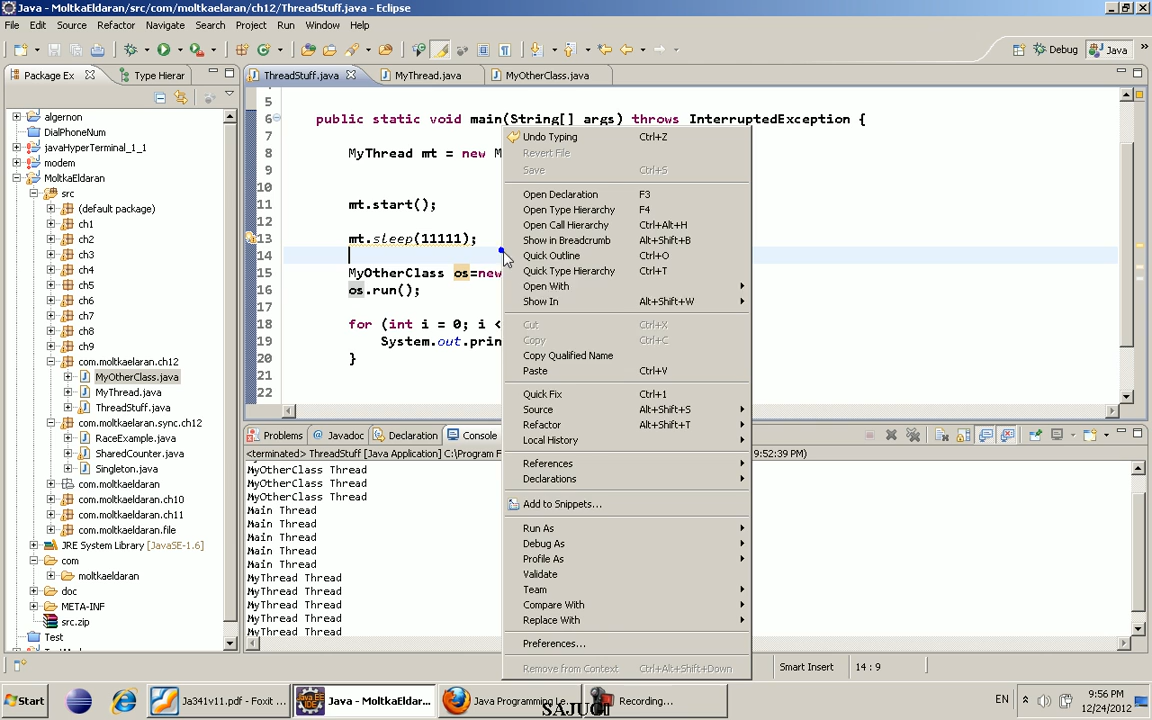 Java - MoltkaEldaran/src/com/moltkaelaran/ch12/ThreadStuff.java - Eclipse
File Edit Source Refactor Navigate Search Project Run Window Help
Debug Java
Package Ex Type Hierar
ThreadStuff.java MyThread.java MyOtherClass.java
algernon
DialPhoneNum
javaHyperTerminal_1_1
modem
MoltkaEldaran
src
(default package)
ch1
ch2
ch3
ch4
ch5
ch6
ch7
ch8
ch9
com.moltkaelaran.ch12
MyOtherClass.java
MyThread.java
ThreadStuff.java
com.moltkaelaran.sync.ch12
RaceExample.java
SharedCounter.java
Singleton.java
com.moltkaeldaran
com.moltkaeldaran.ch10
com.moltkaeldaran.ch11
com.moltkaeldaran.file
JRE System Library [JavaSE-1.6]
com
moltkaeldaran
doc
META-INF
src.zip
Test
5
6 public static void main(String[] args) throws InterruptedException {
7
8 MyThread mt = new M
9
10
11 mt.start();
12
13 mt.sleep(11111);
14
15 MyOtherClass os=new
16 os.run();
17
18 for (int i = 0; i <
19 System.out.prin
20 }
21
22
Undo Typing Ctrl+Z
Revert File
Save Ctrl+S
Open Declaration F3
Open Type Hierarchy F4
Open Call Hierarchy Ctrl+Alt+H
Show in Breadcrumb Alt+Shift+B
Quick Outline Ctrl+O
Quick Type Hierarchy Ctrl+T
Open With
Show In Alt+Shift+W
Cut Ctrl+X
Copy Ctrl+C
Copy Qualified Name
Paste Ctrl+V
Quick Fix Ctrl+1
Source Alt+Shift+S
Refactor Alt+Shift+T
Local History
References
Declarations
Add to Snippets...
Run As
Debug As
Profile As
Validate
Team
Compare With
Replace With
Preferences...
Remove from Context Ctrl+Alt+Shift+Down
Problems Javadoc Declaration Console
<terminated> ThreadStuff [Java Application] C:\Program F 9:52:39 PM)
MyOtherClass Thread
MyOtherClass Thread
MyOtherClass Thread
Main Thread
Main Thread
Main Thread
Main Thread
Main Thread
MyThread Thread
MyThread Thread
MyThread Thread
MyThread Thread
MyThread Thread
Smart Insert 14 : 9
Start Ja341v11.pdf - Foxit ... Java - MoltkaEldar... Java Programming Le... Recording... EN 9:56 PM
12/24/2012
SAJUGI